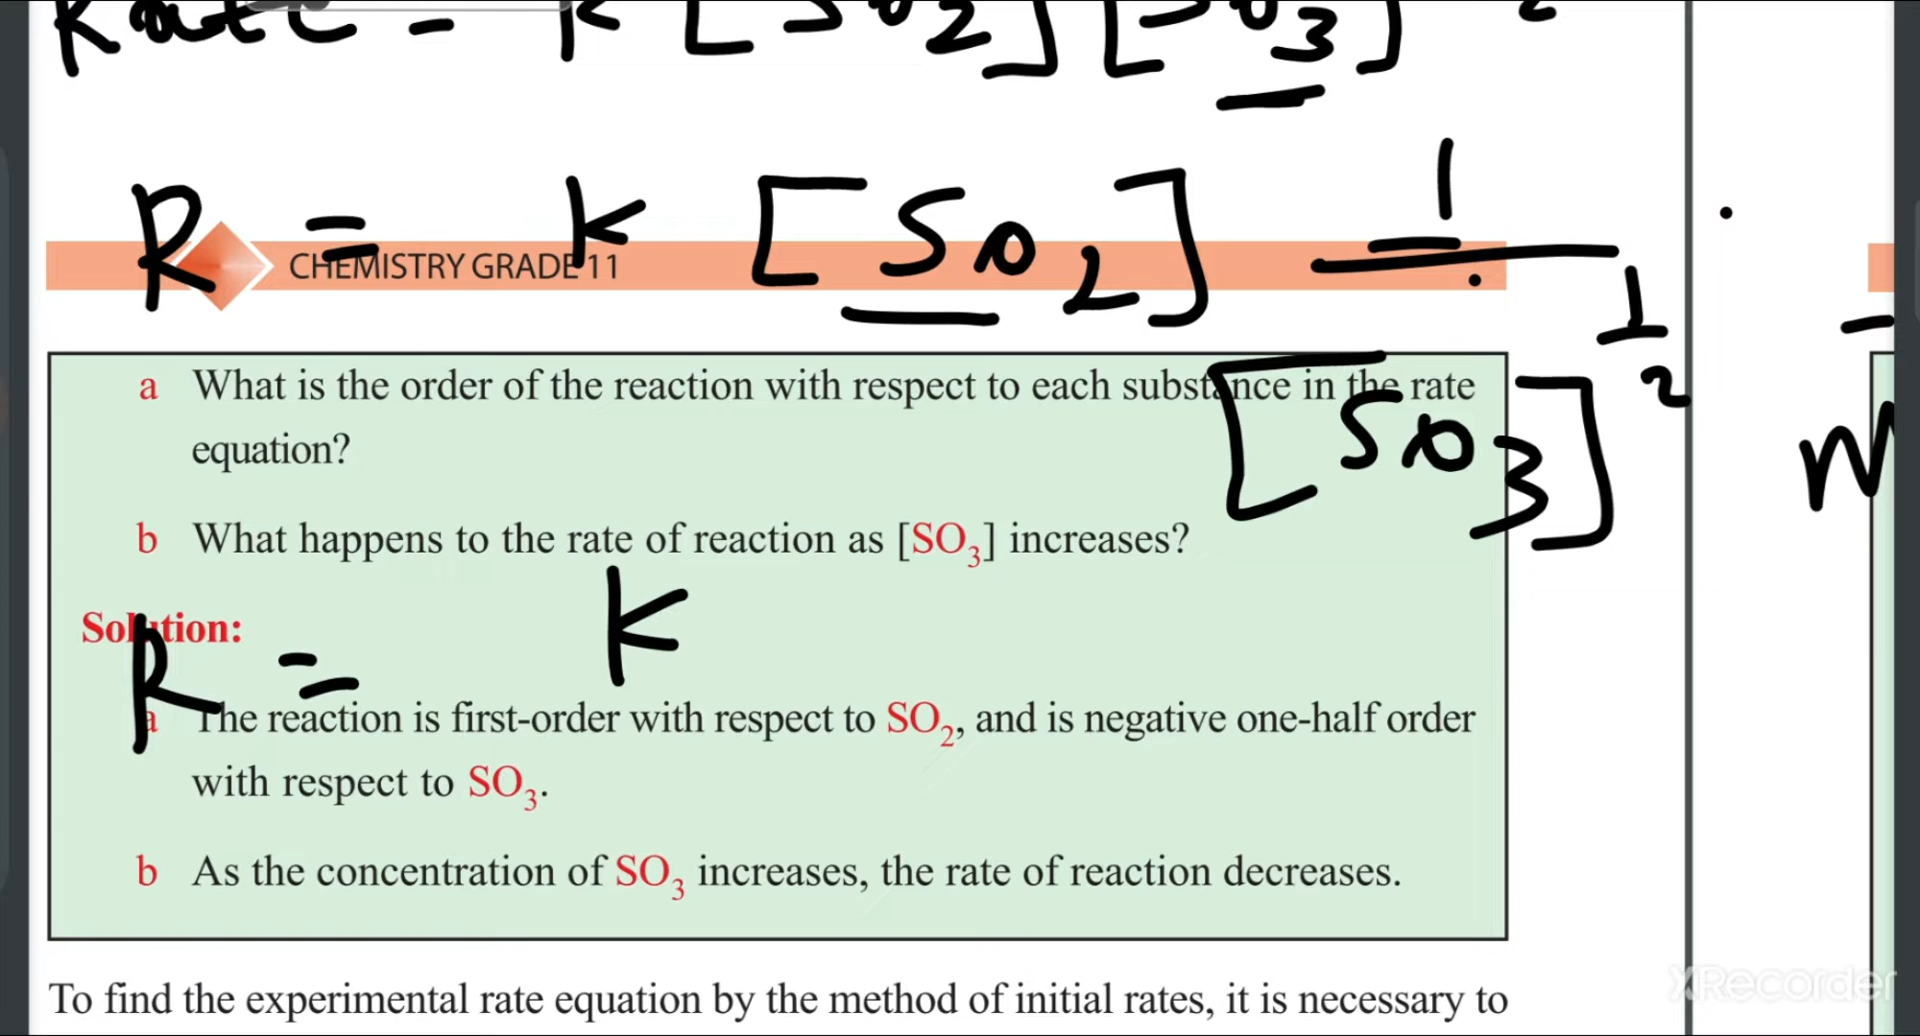 Rate = K [SO2] [SO3]
R = K [SO2] 1
CHEMISTRY GRADE 11
1
2
[SO3]
a What is the order of the reaction with respect to each substance in the rate
equation?
b What happens to the rate of reaction as [SO3] increases?
K
Solution:
R =
a The reaction is first-order with respect to SO2, and is negative one-half order
with respect to SO3.
b As the concentration of SO3 increases, the rate of reaction decreases.
XRecorder
To find the experimental rate equation by the method of initial rates, it is necessary to